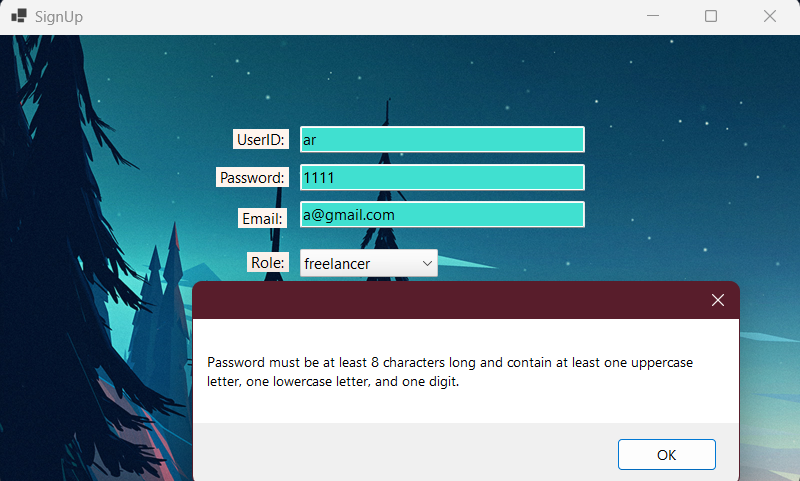 SignUp
UserID: ar
Password: 1111
Email: a@gmail.com
Role: freelancer
Password must be at least 8 characters long and contain at least one uppercase
letter, one lowercase letter, and one digit.
OK